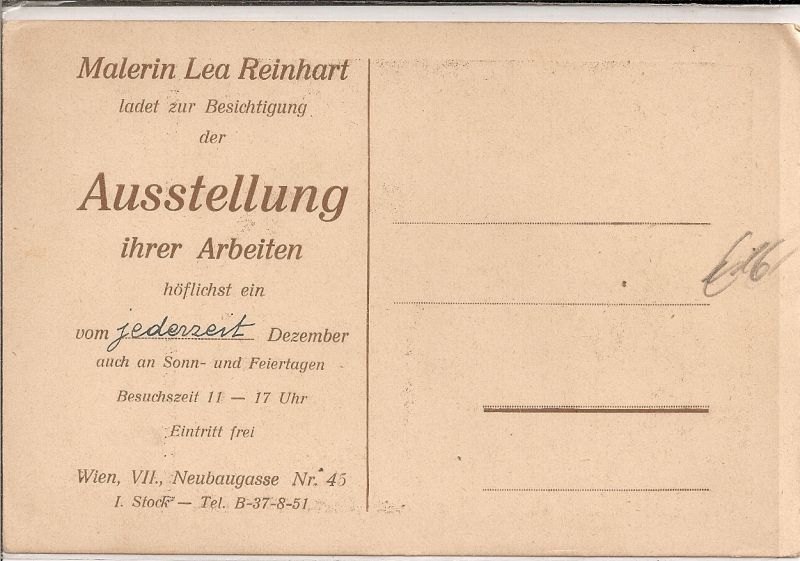 Malerin Lea Reinhart
ladet zur Besichtigung
der
Ausstellung
ihrer Arbeiten
höflichst ein
vom jederzeit Dezember
auch an Sonn- und Feiertagen
Besuchszeit 11 — 17 Uhr
Eintritt frei
Wien, VII., Neubaugasse Nr. 45
I. Stock — Tel. B-37-8-51